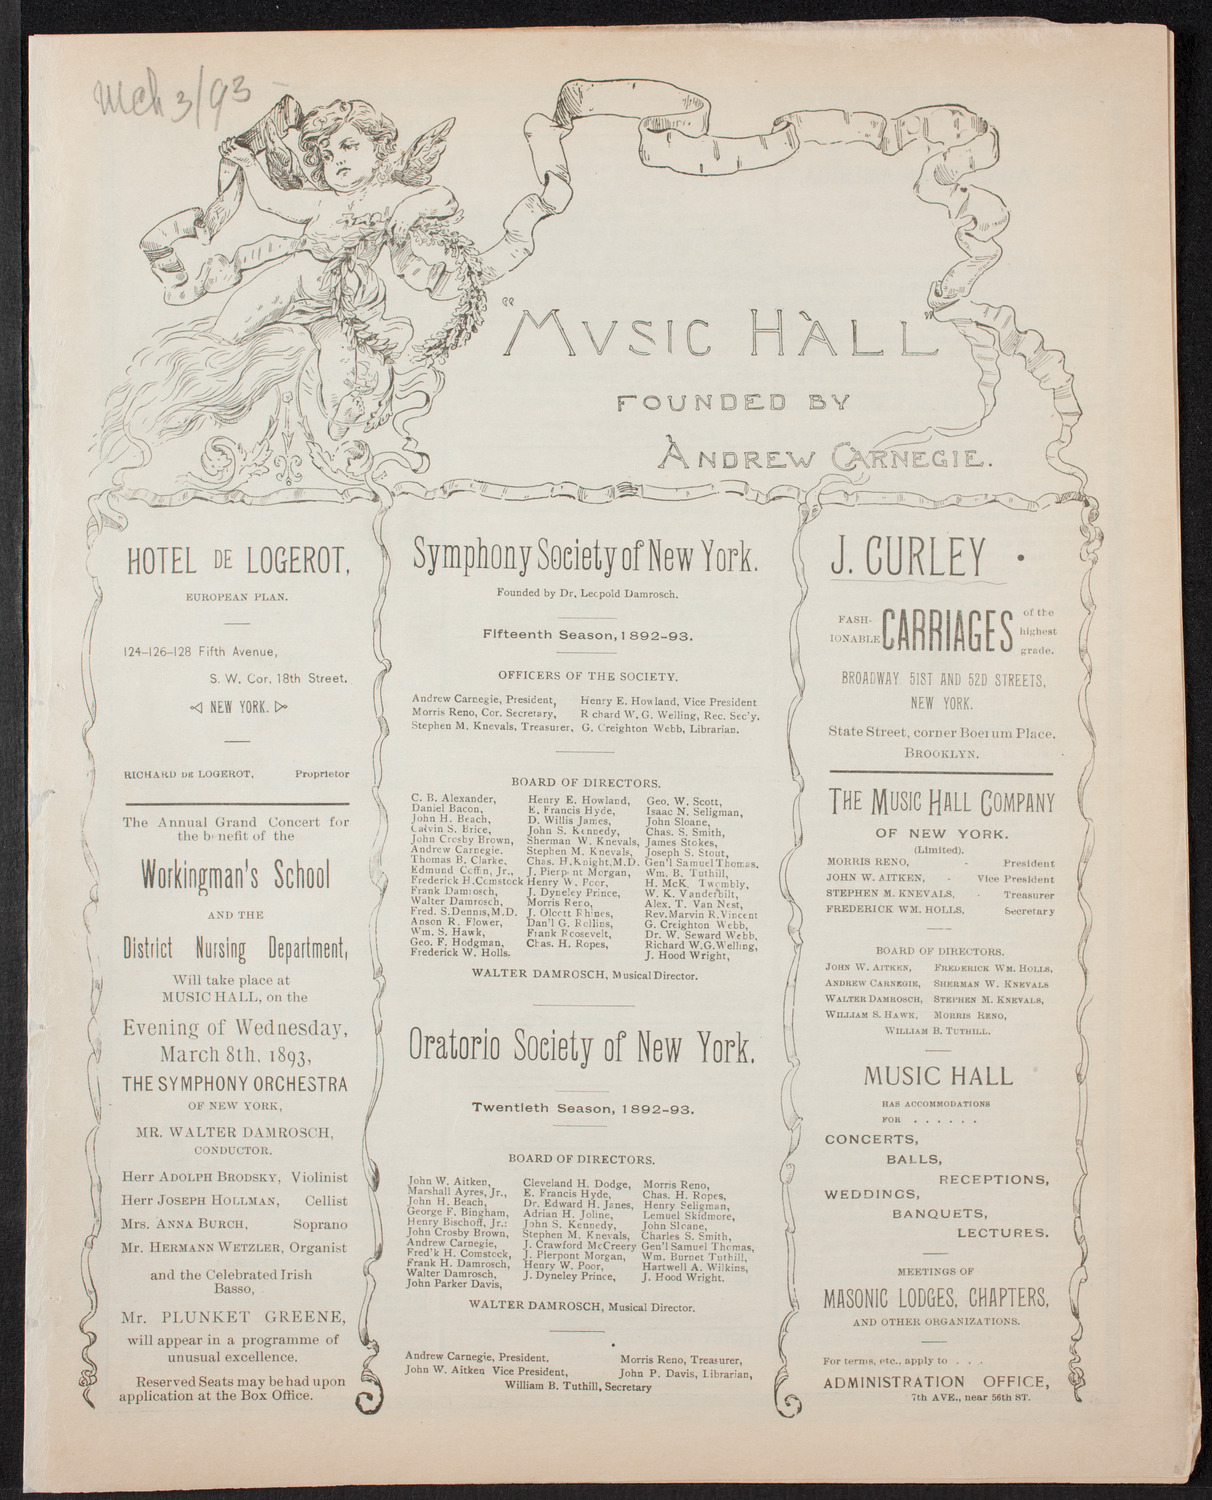 Mch 3/93
"MVSIC HALL"
FOUNDED BY
ANDREW CARNEGIE.
HOTEL DE LOGEROT,
EUROPEAN PLAN.
124-126-128 Fifth Avenue,
S. W. Cor. 18th Street.
NEW YORK.
RICHARD DE LOGEROT, Proprietor
The Annual Grand Concert for
the benefit of the
Workingman's School
AND THE
District Nursing Department,
Will take place at
MUSIC HALL, on the
Evening of Wednesday,
March 8th, 1893,
THE SYMPHONY ORCHESTRA
OF NEW YORK,
MR. WALTER DAMROSCH,
CONDUCTOR.
Herr ADOLPH BRODSKY, Violinist
Herr JOSEPH HOLLMAN, Cellist
Mrs. ANNA BURCH, Soprano
Mr. HERMANN WETZLER, Organist
and the Celebrated Irish
Basso,
Mr. PLUNKET GREENE,
will appear in a programme of
unusual excellence.
Reserved Seats may be had upon
application at the Box Office.
Symphony Society of New York.
Founded by Dr. Leopold Damrosch.
Fifteenth Season, 1892-93.
OFFICERS OF THE SOCIETY.
Andrew Carnegie, President, Henry E. Howland, Vice President
Morris Reno, Cor. Secretary, R chard W. G. Welling, Rec. Sec'y.
Stephen M. Knevals, Treasurer, G. Creighton Webb, Librarian.
BOARD OF DIRECTORS.
C. B. Alexander,
Daniel Bacon,
John H. Beach,
Calvin S. Brice,
John Crosby Brown,
Andrew Carnegie.
Thomas B. Clarke,
Edmund Coffin, Jr.,
Frederick H.Comstock
Frank Damrosch,
Walter Damrosch,
Fred. S.Dennis,M.D.
Anson R. Flower,
Wm. S. Hawk,
Geo. F. Hodgman,
Frederick W. Holls.
Henry E. Howland,
E. Francis Hyde,
D. Willis James,
John S. Kennedy,
Sherman W. Knevals,
Stephen M. Knevals,
Chas. H.Knight,M.D.
J. Pierpont Morgan,
Henry W. Poor,
J. Dyneley Prince,
Morris Reno,
J. Olcott Rhines,
Dan'l G. Rollins,
Frank Roosevelt,
Chas. H. Ropes,
Geo. W. Scott,
Isaac N. Seligman,
John Sloane,
Chas. S. Smith,
James Stokes,
Joseph S. Stout,
Gen'l Samuel Thomas,
Wm. B. Tuthill,
H. McK. Twombly,
W. K. Vanderbilt,
Alex. T. Van Nest,
Rev.Marvin R.Vincent
G. Creighton Webb,
Dr. W. Seward Webb,
Richard W.G.Welling,
J. Hood Wright,
WALTER DAMROSCH, Musical Director.
Oratorio Society of New York.
Twentieth Season, 1892-93.
BOARD OF DIRECTORS.
John W. Aitken,
Marshall Ayres, Jr.,
John H. Beach,
George F. Bingham,
Henry Bischoff, Jr.:
John Crosby Brown,
Andrew Carnegie,
Fred'k H. Comstock,
Frank H. Damrosch,
Walter Damrosch,
John Parker Davis,
Cleveland H. Dodge,
E. Francis Hyde,
Dr. Edward H. Janes,
Adrian H. Joline,
John S. Kennedy,
Stephen M. Knevals,
J. Crawford McCreery
J. Pierpont Morgan,
Henry W. Poor,
J. Dyneley Prince,
Morris Reno,
Chas. H. Ropes,
Henry Seligman,
Lemuel Skidmore,
John Sloane,
Charles S. Smith,
Gen'l Samuel Thomas,
Wm. Burnet Tuthill,
Hartwell A. Wilkins,
J. Hood Wright.
WALTER DAMROSCH, Musical Director.
Andrew Carnegie, President. Morris Reno, Treasurer,
John W. Aitken Vice President, John P. Davis, Librarian,
William B. Tuthill, Secretary
J. CURLEY
FASH-
IONABLE
CARRIAGES
of the
highest
grade.
BROADWAY 51ST AND 52D STREETS,
NEW YORK.
State Street, corner Boerum Place.
BROOKLYN.
THE MUSIC HALL COMPANY
OF NEW YORK.
(Limited).
MORRIS RENO, - President
JOHN W. AITKEN, - Vice President
STEPHEN M. KNEVALS, - Treasurer
FREDERICK WM. HOLLS, Secretary
BOARD OF DIRECTORS.
JOHN W. AITKEN, FREDERICK WM. HOLLS,
ANDREW CARNEGIE, SHERMAN W. KNEVALS
WALTER DAMROSCH, STEPHEN M. KNEVALS,
WILLIAM S. HAWK, MORRIS RENO,
WILLIAM B. TUTHILL.
MUSIC HALL
HAS ACCOMMODATIONS
FOR . . . . . .
CONCERTS,
BALLS,
RECEPTIONS,
WEDDINGS,
BANQUETS,
LECTURES.
MEETINGS OF
MASONIC LODGES, CHAPTERS,
AND OTHER ORGANIZATIONS.
For terms, etc., apply to . . .
ADMINISTRATION OFFICE,
7th AVE., near 56th ST.